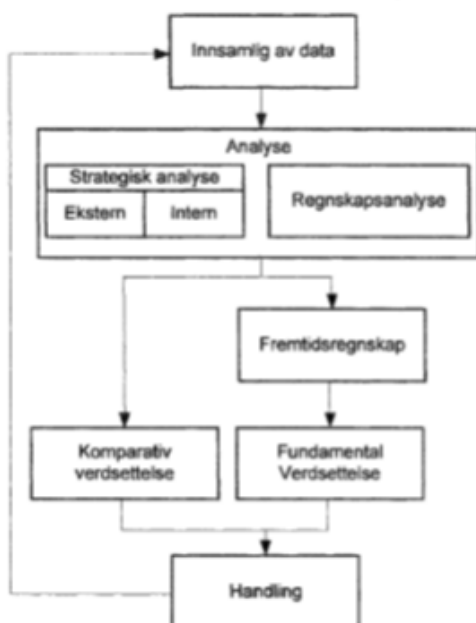 Innsamlig av data
Analyse
Strategisk analyse
Ekstern
Intern
Regnskapsanalyse
Fremtidsregnskap
Komparativ
verdsettelse
Fundamental
Verdsettelse
Handling